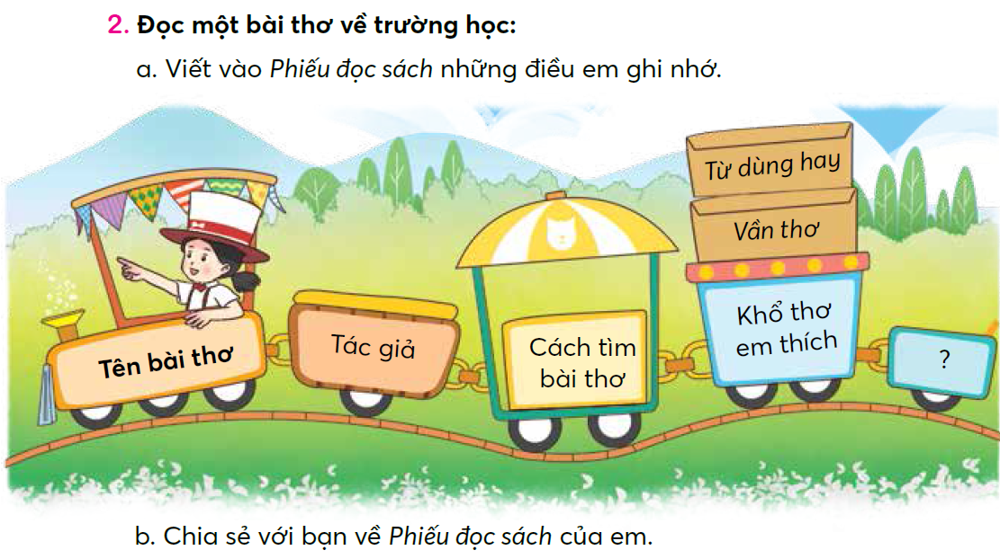 2. Đọc một bài thơ về trường học:
a. Viết vào Phiếu đọc sách những điều em ghi nhớ.
Tên bài thơ
Tác giả
Cách tìm
bài thơ
Từ dùng hay
Vần thơ
Khổ thơ
em thích
?
b. Chia sẻ với bạn về Phiếu đọc sách của em.